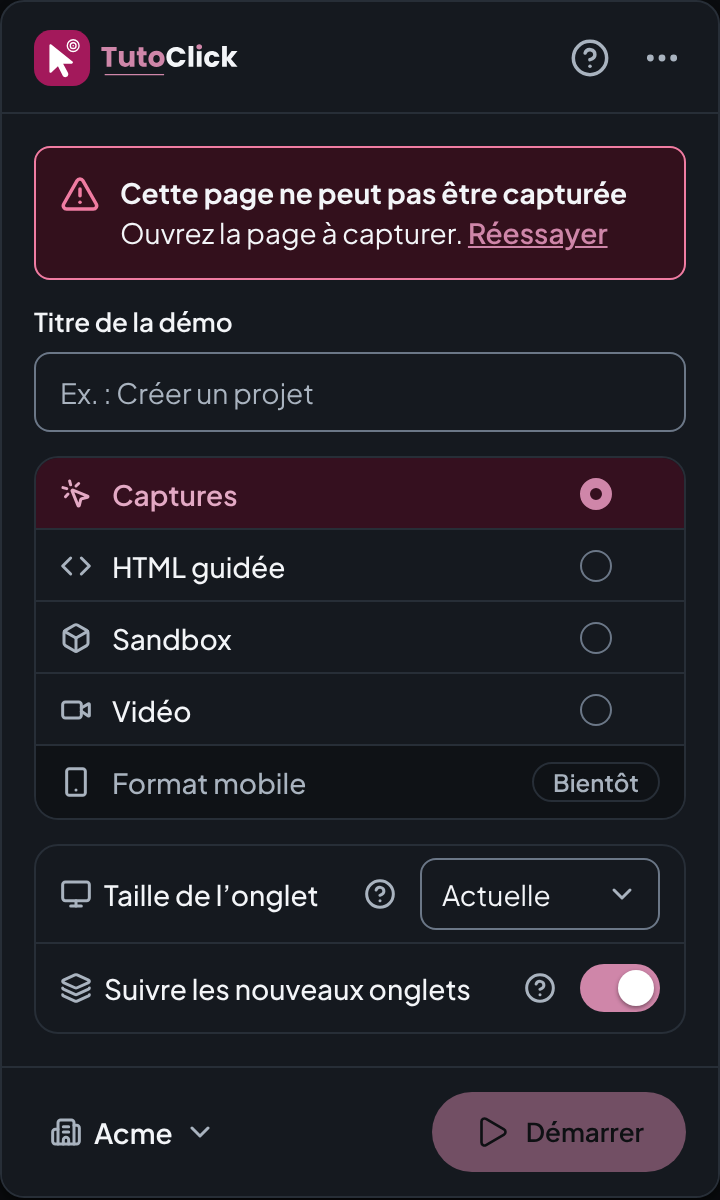 TutoClick
Cette page ne peut pas être capturée
Ouvrez la page à capturer. Réessayer
Titre de la démo
Ex. : Créer un projet
Captures
HTML guidée
Sandbox
Vidéo
Format mobile Bientôt
Taille de l’onglet Actuelle
Suivre les nouveaux onglets
Acme Démarrer